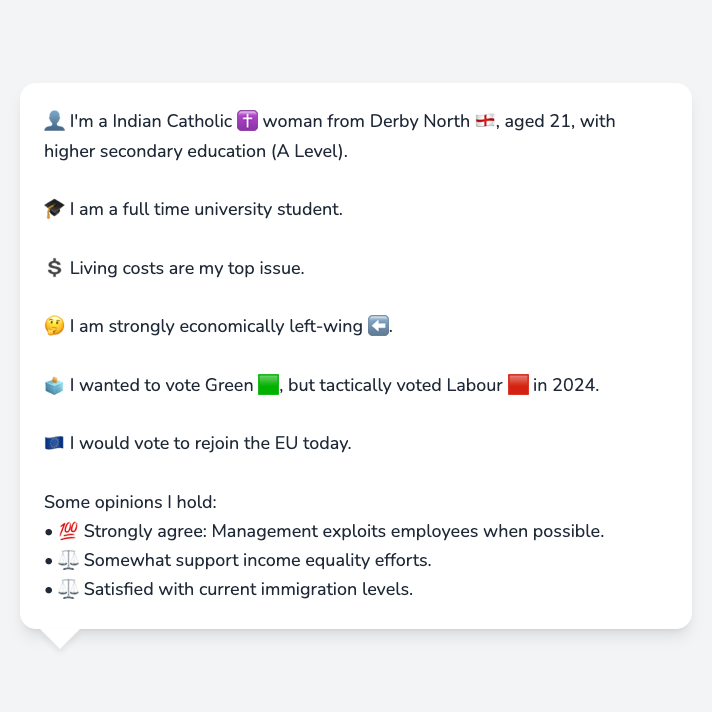 👤 I'm a Indian Catholic ✝️ woman from Derby North 🏴󠁧󠁢󠁥󠁮󠁧󠁿, aged 21, with
higher secondary education (A Level).
🎓 I am a full time university student.
💲 Living costs are my top issue.
🤔 I am strongly economically left-wing ⬅️.
🗳️ I wanted to vote Green 🟩, but tactically voted Labour 🟥 in 2024.
🇪🇺 I would vote to rejoin the EU today.
Some opinions I hold:
• 💯 Strongly agree: Management exploits employees when possible.
• ⚖️ Somewhat support income equality efforts.
• ⚖️ Satisfied with current immigration levels.